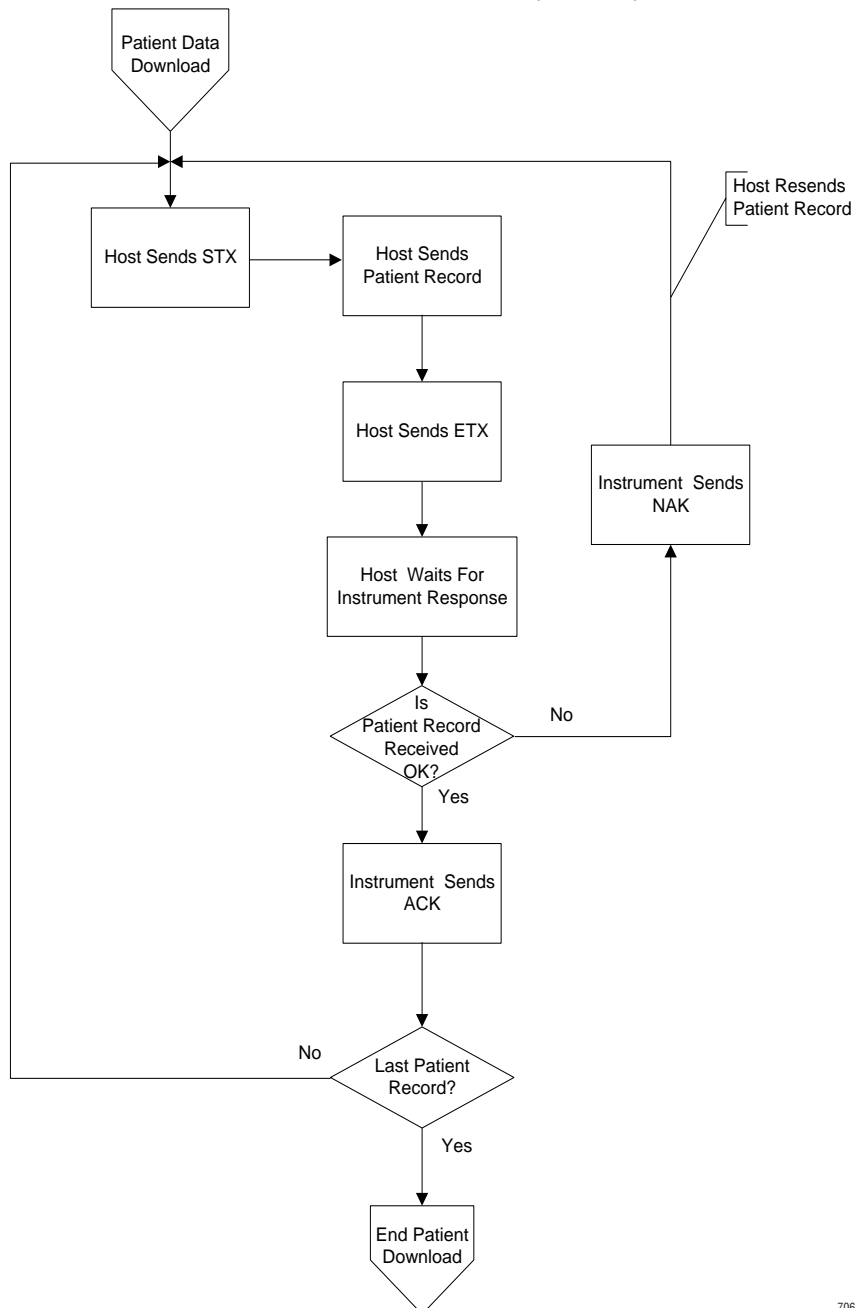 Patient Data
Download
Host Resends
Patient Record
Host Sends STX
Host Sends
Patient Record
Host Sends ETX
Instrument Sends
NAK
Host Waits For
Instrument Response
Is
Patient Record
Received
OK?
No
Yes
Instrument Sends
ACK
No
Last Patient
Record?
Yes
End Patient
Download